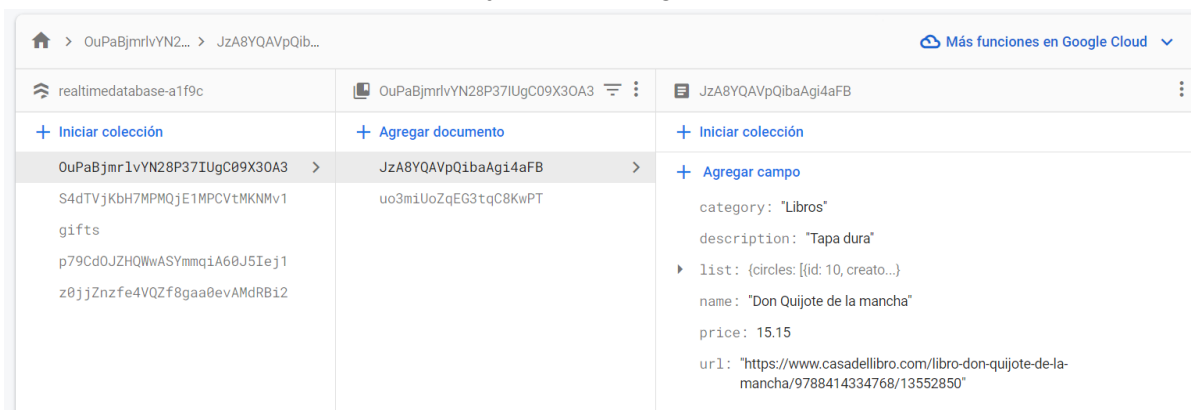 OuPaBjmrlvYN2... > JzA8YQAVpQib...
Más funciones en Google Cloud
realtimedatabase-a1f9c
OuPaBjmrlvYN28P37IUgC09X3OA3
JzA8YQAVpQibaAgi4aFB
+ Iniciar colección
+ Agregar documento
+ Iniciar colección
OuPaBjmrlvYN28P37IUgC09X3OA3
S4dTVjKbH7MPMQjE1MPCVtMKNMv1
gifts
p79CdOJZHQWwASYmmqiA60J5Iej1
z0jjZnzfe4VQZf8gaa0evAMdRBi2
JzA8YQAVpQibaAgi4aFB
uo3miUoZqEG3tqC8KwPT
+ Agregar campo
category: "Libros"
description: "Tapa dura"
list: {circles: [{id: 10, creato...}
name: "Don Quijote de la mancha"
price: 15.15
url: "https://www.casadellibro.com/libro-don-quijote-de-la-
mancha/9788414334768/13552850"